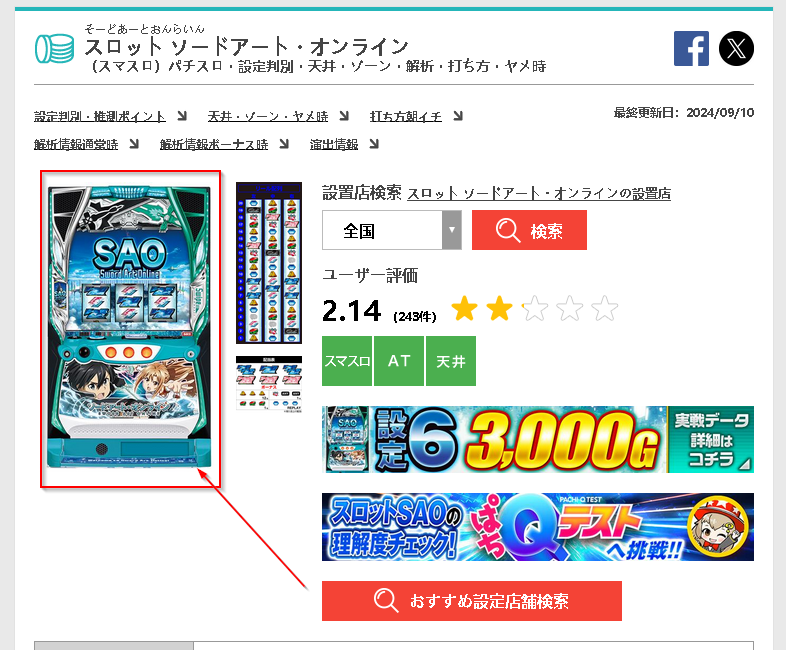 そーどあーとおんらいん
スロット ソードアート・オンライン
（スマスロ）パチスロ・設定判別・天井・ゾーン・解析・打ち方・ヤメ時
設定判別・推測ポイント
天井・ゾーン・ヤメ時
打ち方朝イチ
最終更新日：2024/09/10
解析情報通常時
解析情報ボーナス時
演出情報
設置店検索 スロット ソードアート・オンラインの設置店
全国
検索
ユーザー評価
2.14 (243件)
スマスロ
AT
天井
SAO
Sword Art Online
配当表
ボーナス
REPLAY
設定6 3,000G
実戦データ
詳細は
コチラ
スロットSAOの
理解度チェック!
PACHI-Q TEST
ぱちQテスト
へ挑戦!!
おすすめ設定店舗検索